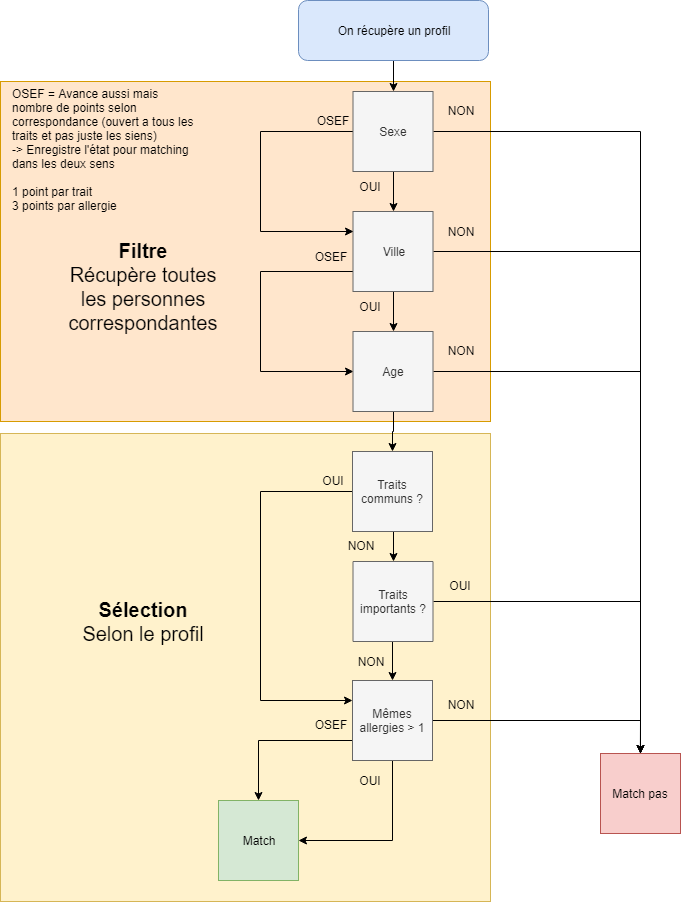 On récupère un profil
OSEF = Avance aussi mais
nombre de points selon
correspondance (ouvert a tous les
traits et pas juste les siens)
-> Enregistre l'état pour matching
dans les deux sens
1 point par trait
3 points par allergie
OSEF
Sexe
NON
OUI
Filtre
Récupère toutes
les personnes
correspondantes
OSEF
Ville
NON
OUI
Age
NON
OUI
Traits
communs ?
NON
Sélection
Selon le profil
Traits
importants ?
OUI
NON
OSEF
Mêmes
allergies > 1
NON
OUI
Match
Match pas